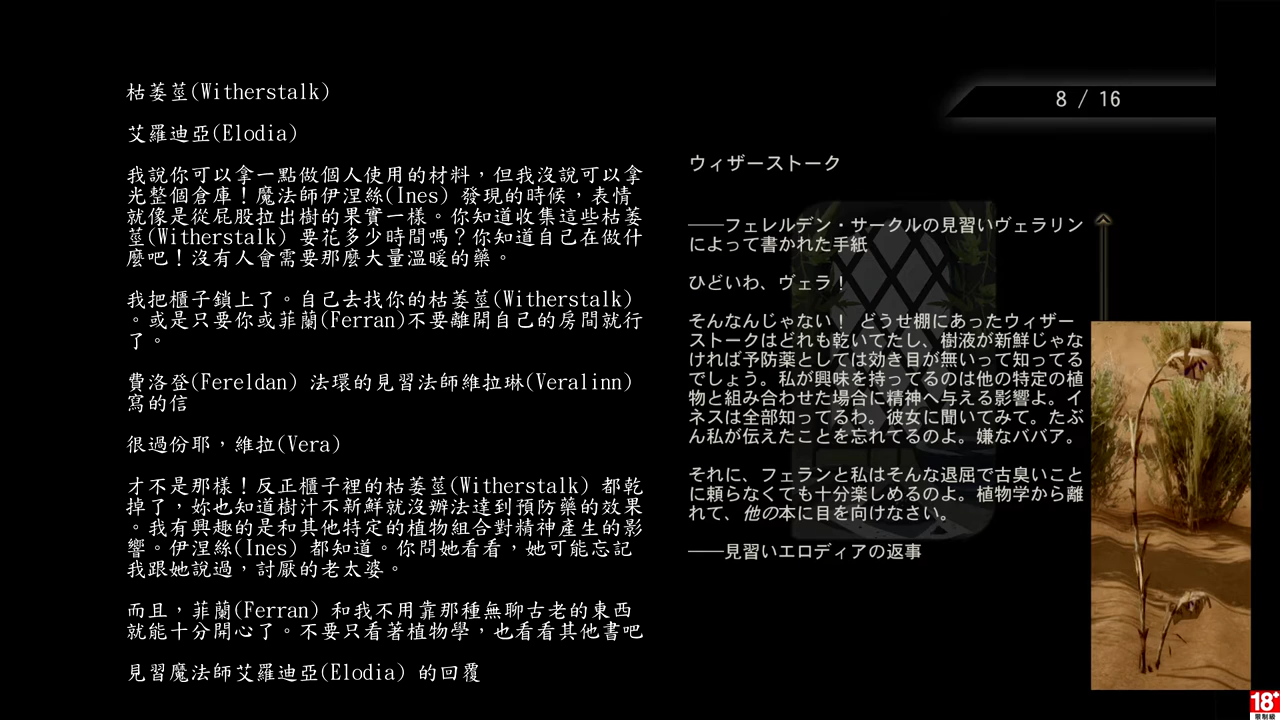 枯萎莖(Witherstalk)
艾羅迪亞(Elodia)
我說你可以拿一點做個人使用的材料，但我沒說可以拿
光整個倉庫！魔法師伊涅絲(Ines) 發現的時候，表情
就像是從屁股拉出樹的果實一樣。你知道收集這些枯萎
莖(Witherstalk) 要花多少時間嗎？你知道自己在做什
麼吧！沒有人會需要那麼大量溫暖的藥。
我把櫃子鎖上了。自己去找你的枯萎莖(Witherstalk)
。或是只要你或菲蘭(Ferran)不要離開自己的房間就行
了。
費洛登(Fereldan) 法環的見習法師維拉琳(Veralinn)
寫的信
很過份耶，維拉(Vera)
才不是那樣！反正櫃子裡的枯萎莖(Witherstalk) 都乾
掉了，妳也知道樹汁不新鮮就沒辦法達到預防藥的效果
。我有興趣的是和其他特定的植物組合對精神產生的影
響。伊涅絲(Ines) 都知道。你問她看看，她可能忘記
我跟她說過，討厭的老太婆。
而且，菲蘭(Ferran) 和我不用靠那種無聊古老的東西
就能十分開心了。不要只看著植物學，也看看其他書吧
見習魔法師艾羅迪亞(Elodia) 的回覆
8 / 16
ウィザーストーク
――フェレルデン・サークルの見習いヴェラリン
によって書かれた手紙
ひどいわ、ヴェラ！
そんなんじゃない！ どうせ棚にあったウィザー
ストークはどれも乾いてたし、樹液が新鮮じゃな
ければ予防薬としては効き目が無いって知ってる
でしょう。私が興味を持ってるのは他の特定の植
物と組み合わせた場合に精神へ与える影響よ。イ
ネスは全部知ってるわ。彼女に聞いてみて。たぶ
ん私が伝えたことを忘れてるのよ。嫌なババア。
それに、フェランと私はそんな退屈で古臭いこと
に頼らなくても十分楽しめるのよ。植物学から離
れて、他の本に目を向けなさい。
――見習いエロディアの返事
18+
限制級